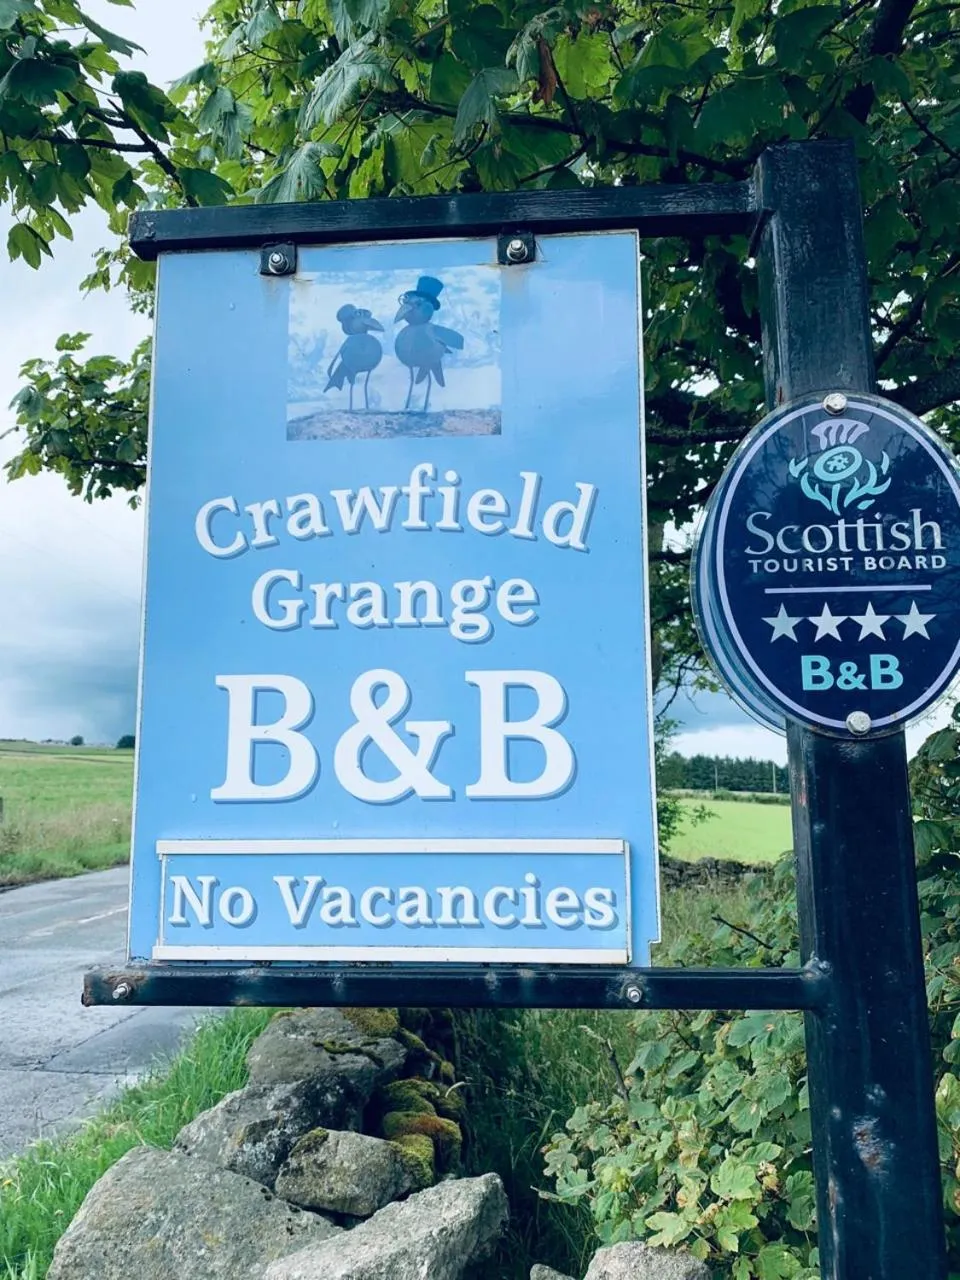 Crawfield
Grange
B&B
No Vacancies
Scottish
TOURIST BOARD
B&B